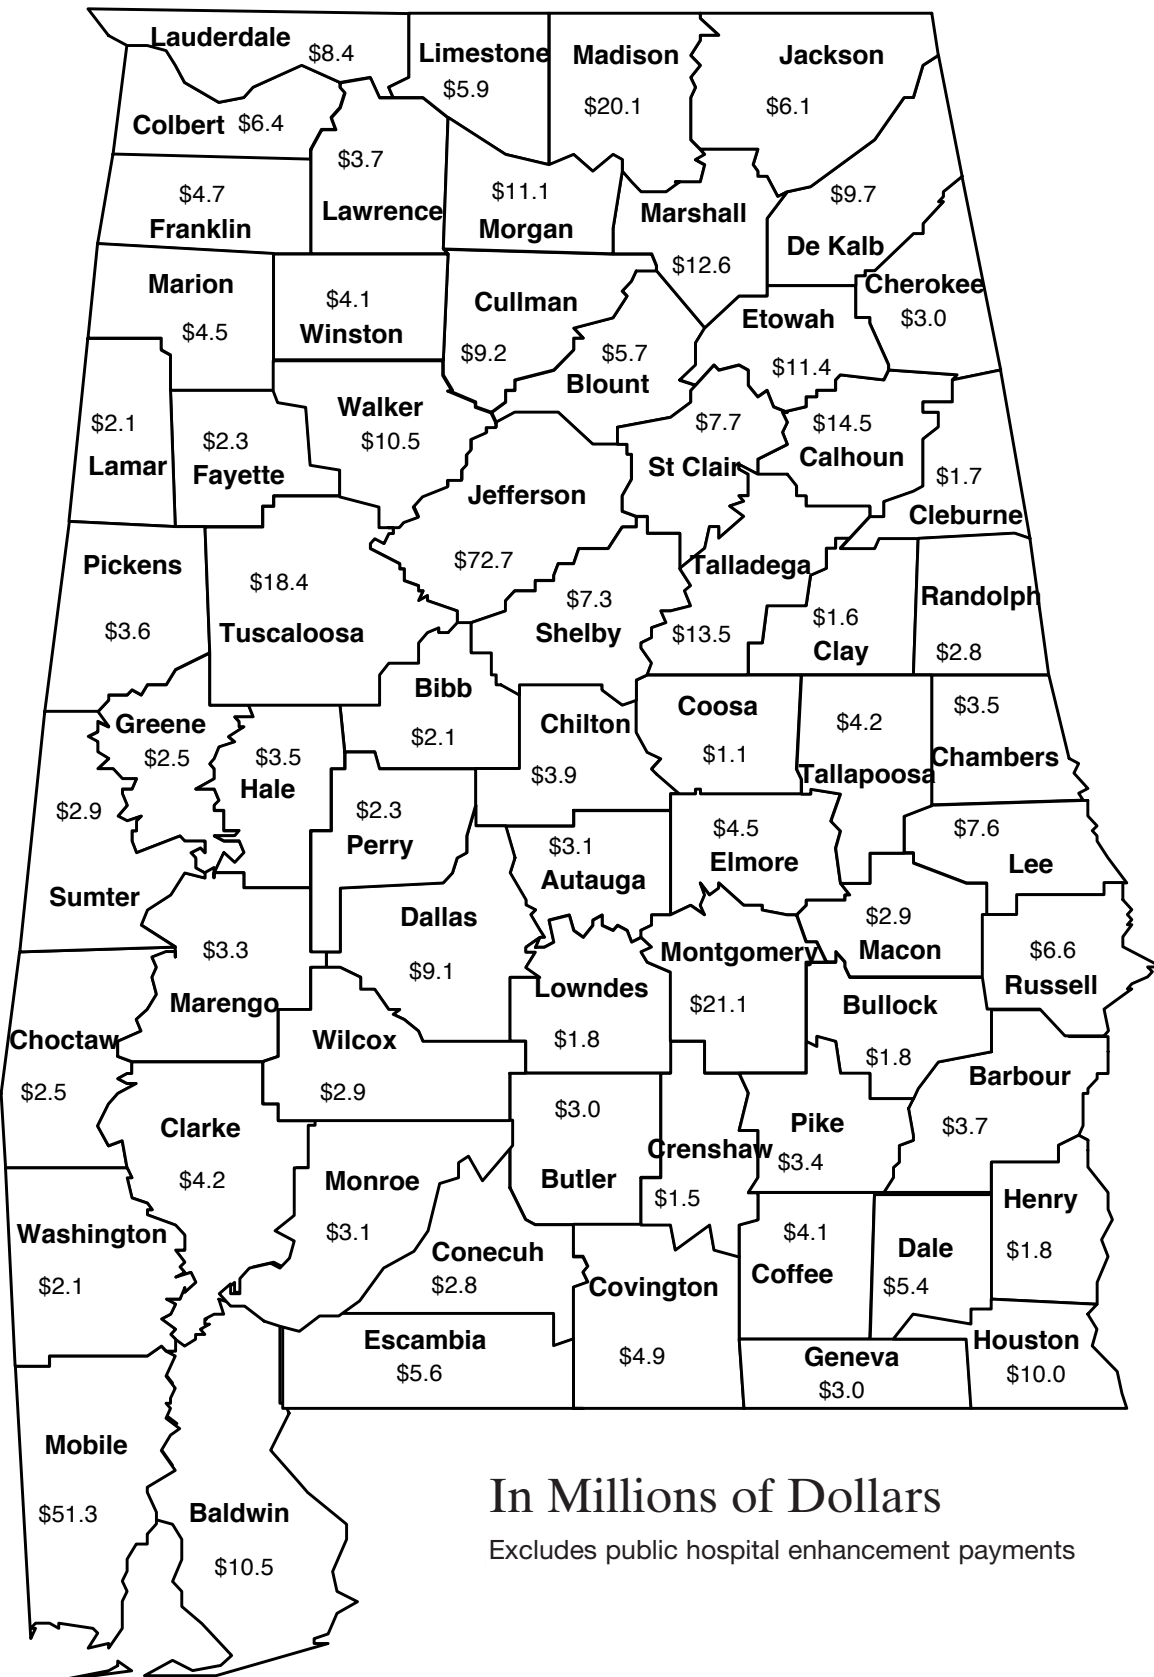 Lauderdale
$8.4
Limestone
$5.9
Madison
$20.1
Jackson
$6.1
Colbert $6.4
$3.7
Lawrence
$4.7
Franklin
$11.1
Morgan
Marshall
$12.6
$9.7
De Kalb
Cherokee
$3.0
Marion
$4.5
$4.1
Winston
Cullman
$9.2
$5.7
Blount
Etowah
$11.4
$2.1
Lamar
$2.3
Fayette
Walker
$10.5
Jefferson
$72.7
$7.7
St Clair
$14.5
Calhoun
$1.7
Cleburne
Pickens
$3.6
$18.4
Tuscaloosa
$7.3
Shelby
Talladega
$13.5
$1.6
Clay
Randolph
$2.8
Bibb
$2.1
Greene
$2.5
$3.5
Hale
Chilton
$3.9
Coosa
$1.1
$4.2
Tallapoosa
$3.5
Chambers
$2.9
Sumter
$2.3
Perry
$3.1
Autauga
$4.5
Elmore
$7.6
Lee
Dallas
$9.1
$3.3
Marengo
Montgomery
$21.1
$2.9
Macon
$6.6
Russell
Lowndes
$1.8
Bullock
$1.8
Choctaw
$2.5
Wilcox
$2.9
Barbour
$3.7
Clarke
$4.2
$3.0
Butler
Crenshaw
$1.5
Pike
$3.4
Monroe
$3.1
Washington
$2.1
Conecuh
$2.8
Covington
$4.9
$4.1
Coffee
Dale
$5.4
Henry
$1.8
Escambia
$5.6
Geneva
$3.0
Houston
$10.0
Mobile
$51.3
Baldwin
$10.5
In Millions of Dollars
Excludes public hospital enhancement payments